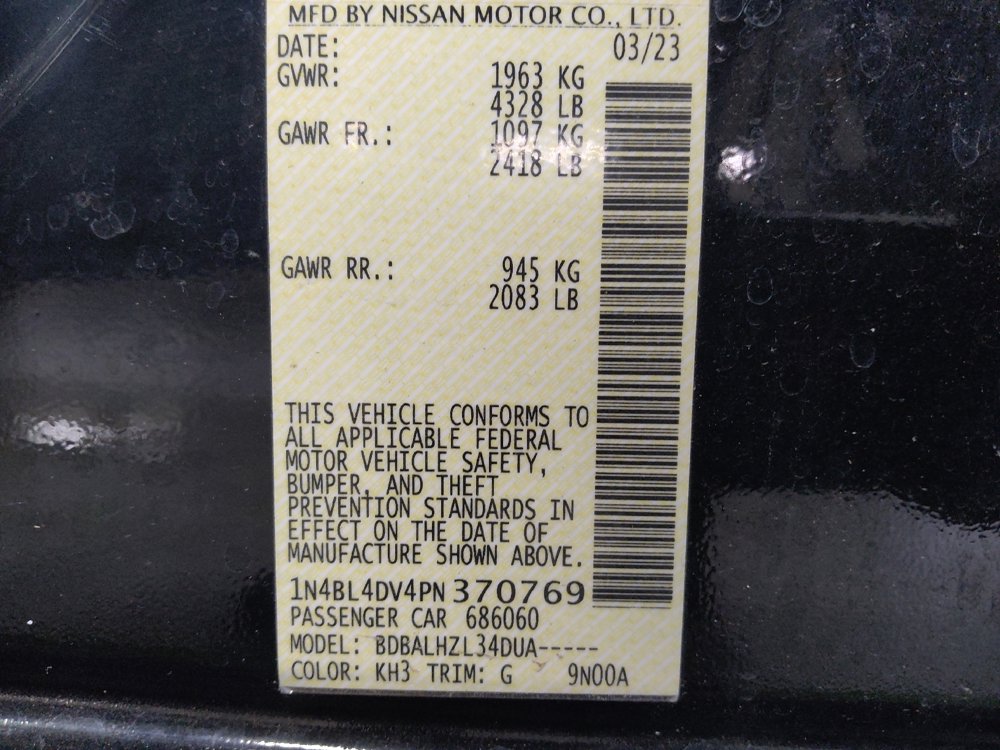 MFD BY NISSAN MOTOR CO., LTD.
DATE: 03/23
GVWR: 1963 KG
4328 LB
GAWR FR.: 1097 KG
2418 LB
GAWR RR.: 945 KG
2083 LB
THIS VEHICLE CONFORMS TO
ALL APPLICABLE FEDERAL
MOTOR VEHICLE SAFETY,
BUMPER, AND THEFT
PREVENTION STANDARDS IN
EFFECT ON THE DATE OF
MANUFACTURE SHOWN ABOVE.
1N4BL4DV4PN370769
PASSENGER CAR 686060
MODEL: BDBALHZL34DUA-----
COLOR: KH3 TRIM: G 9N00A